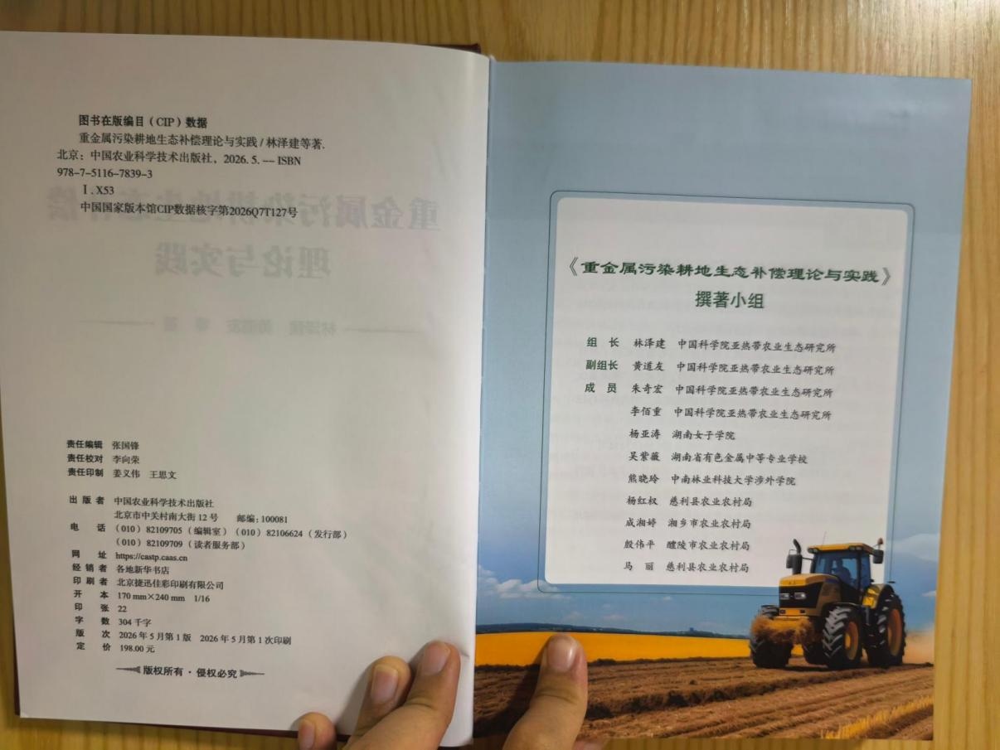 图书在版编目（CIP）数据
重金属污染耕地生态补偿理论与实践 / 林泽建等著.
北京：中国农业科学技术出版社，2026. 5. -- ISBN
978-7-5116-7839-3
Ⅰ. X53
中国国家版本馆CIP数据核字第2026Q7T127号
责任编辑 张国锋
责任校对 李向荣
责任印制 姜义伟 王思文
出 版 者 中国农业科学技术出版社
北京市中关村南大街 12 号 邮编：100081
电 话 （010）82109705（编辑室）（010）82106624（发行部）
（010）82109709（读者服务部）
网 址 https://castp.caas.cn
经 销 者 各地新华书店
印 刷 者 北京捷迅佳彩印刷有限公司
开 本 170 mm×240 mm 1/16
印 张 22
字 数 304 千字
版 次 2026 年 5 月第 1 版 2026 年 5 月第 1 次印刷
定 价 198.00 元
版权所有·侵权必究
《重金属污染耕地生态补偿理论与实践》
撰著小组
组 长 林泽建 中国科学院亚热带农业生态研究所
副组长 黄道友 中国科学院亚热带农业生态研究所
成 员 朱奇宏 中国科学院亚热带农业生态研究所
李佰重 中国科学院亚热带农业生态研究所
杨亚涛 湖南女子学院
吴紫薇 湖南省有色金属中等专业学校
熊晓玲 中南林业科技大学涉外学院
杨红权 慈利县农业农村局
成湘婷 湘乡市农业农村局
殷伟平 醴陵市农业农村局
马 丽 慈利县农业农村局